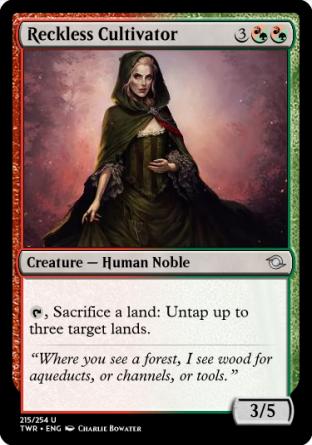 Reckless Cultivator 3
Creature — Human Noble
, Sacrifice a land: Untap up to
three target lands.
“Where you see a forest, I see wood for
aqueducts, or channels, or tools.”
3/5
215/254 U
TWR • ENG Charlie Bowater